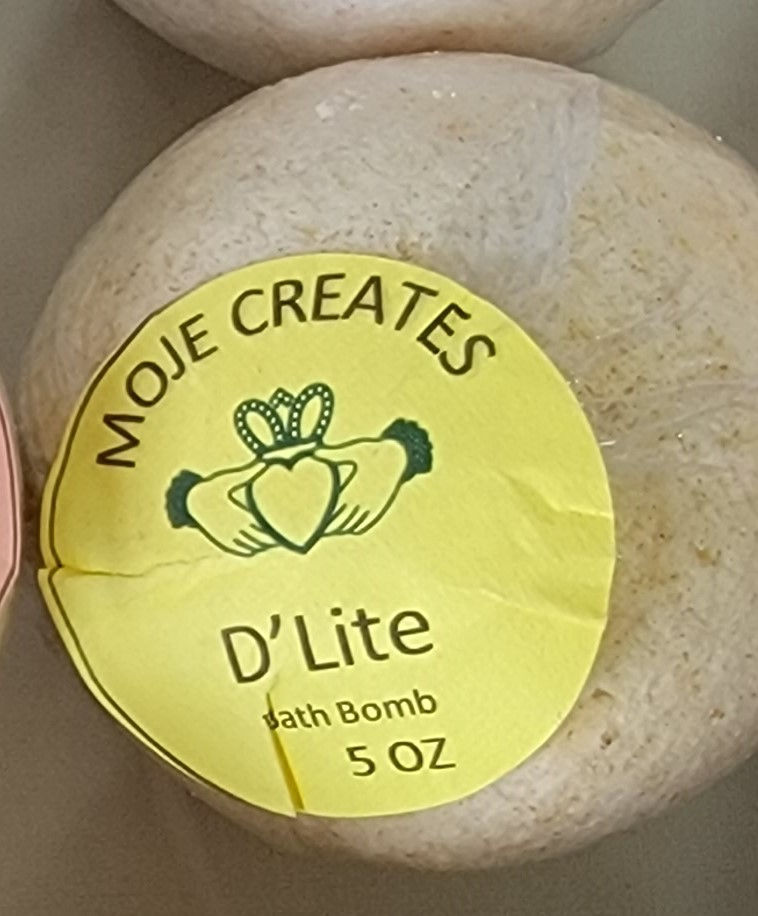 MOJE CREATES
D'Lite
Bath Bomb
5 OZ